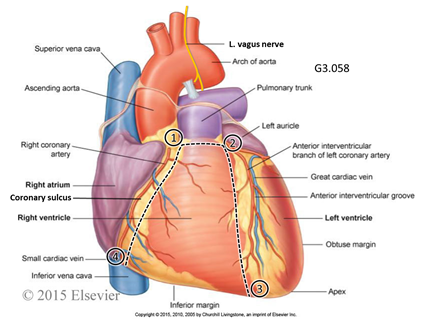 L. vagus nerve
Superior vena cava
Arch of aorta
G3.058
Ascending aorta
Pulmonary trunk
1
2
Left auricle
Right coronary
artery
Anterior interventricular
branch of left coronary artery
Great cardiac vein
Right atrium
Anterior interventricular groove
Coronary sulcus
Right ventricle
Left ventricle
Obtuse margin
4
Small cardiac vein
Inferior vena cava
3
Apex
© 2015 Elsevier
Inferior margin
Copyright © 2015, 2010, 2005 by Churchill Livingstone, an imprint of Elsevier Inc.